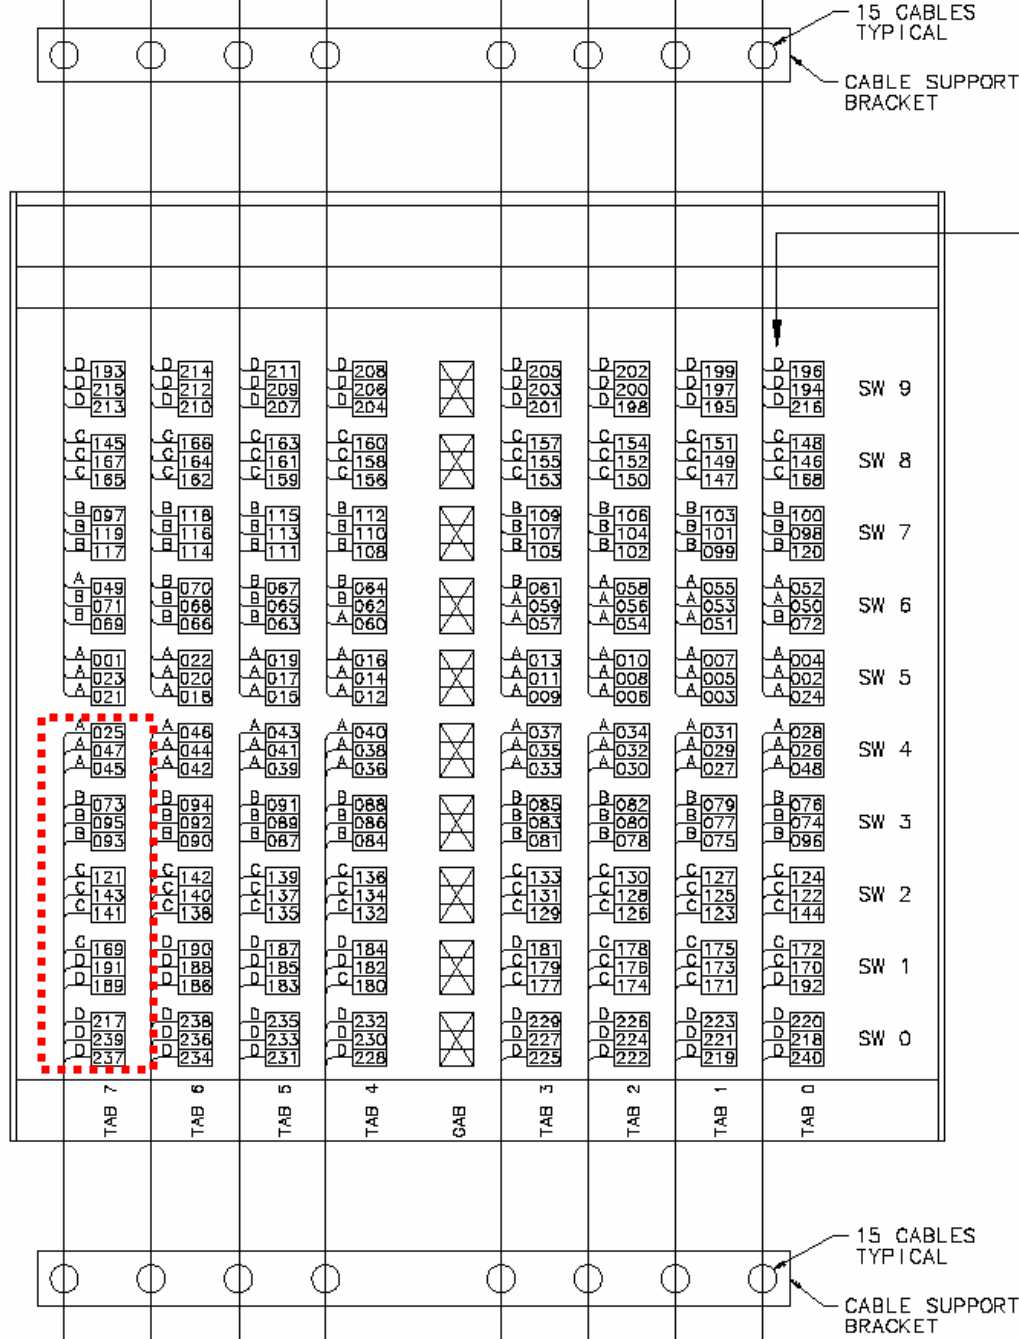 15 CABLES
TYPICAL
CABLE SUPPORT
BRACKET
D 193 D 214 D 211 D 208 D 205 D 202 D 199 D 196
D 215 D 212 D 209 D 206 D 203 D 200 D 197 D 194 SW 9
D 213 D 210 D 207 D 204 D 201 D 198 D 195 D 216
C 145 C 166 C 163 C 160 C 157 C 154 C 151 C 148
C 167 C 164 C 161 C 158 C 155 C 152 C 149 C 146 SW 8
C 165 C 162 C 159 C 156 C 153 C 150 C 147 C 168
B 097 B 118 B 115 B 112 B 109 B 106 B 103 B 100
B 119 B 116 B 113 B 110 B 107 B 104 B 101 B 098 SW 7
B 117 B 114 B 111 B 108 B 105 B 102 B 099 B 120
A 049 B 070 B 067 B 064 B 061 A 058 A 055 A 052
B 071 B 068 B 065 B 062 A 059 A 056 A 053 A 050 SW 6
B 069 B 066 B 063 A 060 A 057 A 054 A 051 B 072
A 001 A 022 A 019 A 016 A 013 A 010 A 007 A 004
A 023 A 020 A 017 A 014 A 011 A 008 A 005 A 002 SW 5
A 021 A 018 A 015 A 012 A 009 A 006 A 003 A 024
A 025 A 046 A 043 A 040 A 037 A 034 A 031 A 028
A 047 A 044 A 041 A 038 A 035 A 032 A 029 A 026 SW 4
A 045 A 042 A 039 A 036 A 033 A 030 A 027 A 048
B 073 B 094 B 091 B 088 B 085 B 082 B 079 B 076
B 095 B 092 B 089 B 086 B 083 B 080 B 077 B 074 SW 3
B 093 B 090 B 087 B 084 B 081 B 078 B 075 B 096
C 121 C 142 C 139 C 136 C 133 C 130 C 127 C 124
C 143 C 140 C 137 C 134 C 131 C 128 C 125 C 122 SW 2
C 141 C 138 C 135 C 132 C 129 C 126 C 123 C 144
C 169 D 190 D 187 D 184 D 181 C 178 C 175 C 172
D 191 D 188 D 185 D 182 C 179 C 176 C 173 C 170 SW 1
D 189 D 186 D 183 C 180 C 177 C 174 C 171 D 192
D 217 D 238 D 235 D 232 D 229 D 226 D 223 D 220
D 239 D 236 D 233 D 230 D 227 D 224 D 221 D 218 SW 0
D 237 D 234 D 231 D 228 D 225 D 222 D 219 D 240
TAB 7 TAB 6 TAB 5 TAB 4 GAB TAB 3 TAB 2 TAB 1 TAB 0
15 CABLES
TYPICAL
CABLE SUPPORT
BRACKET